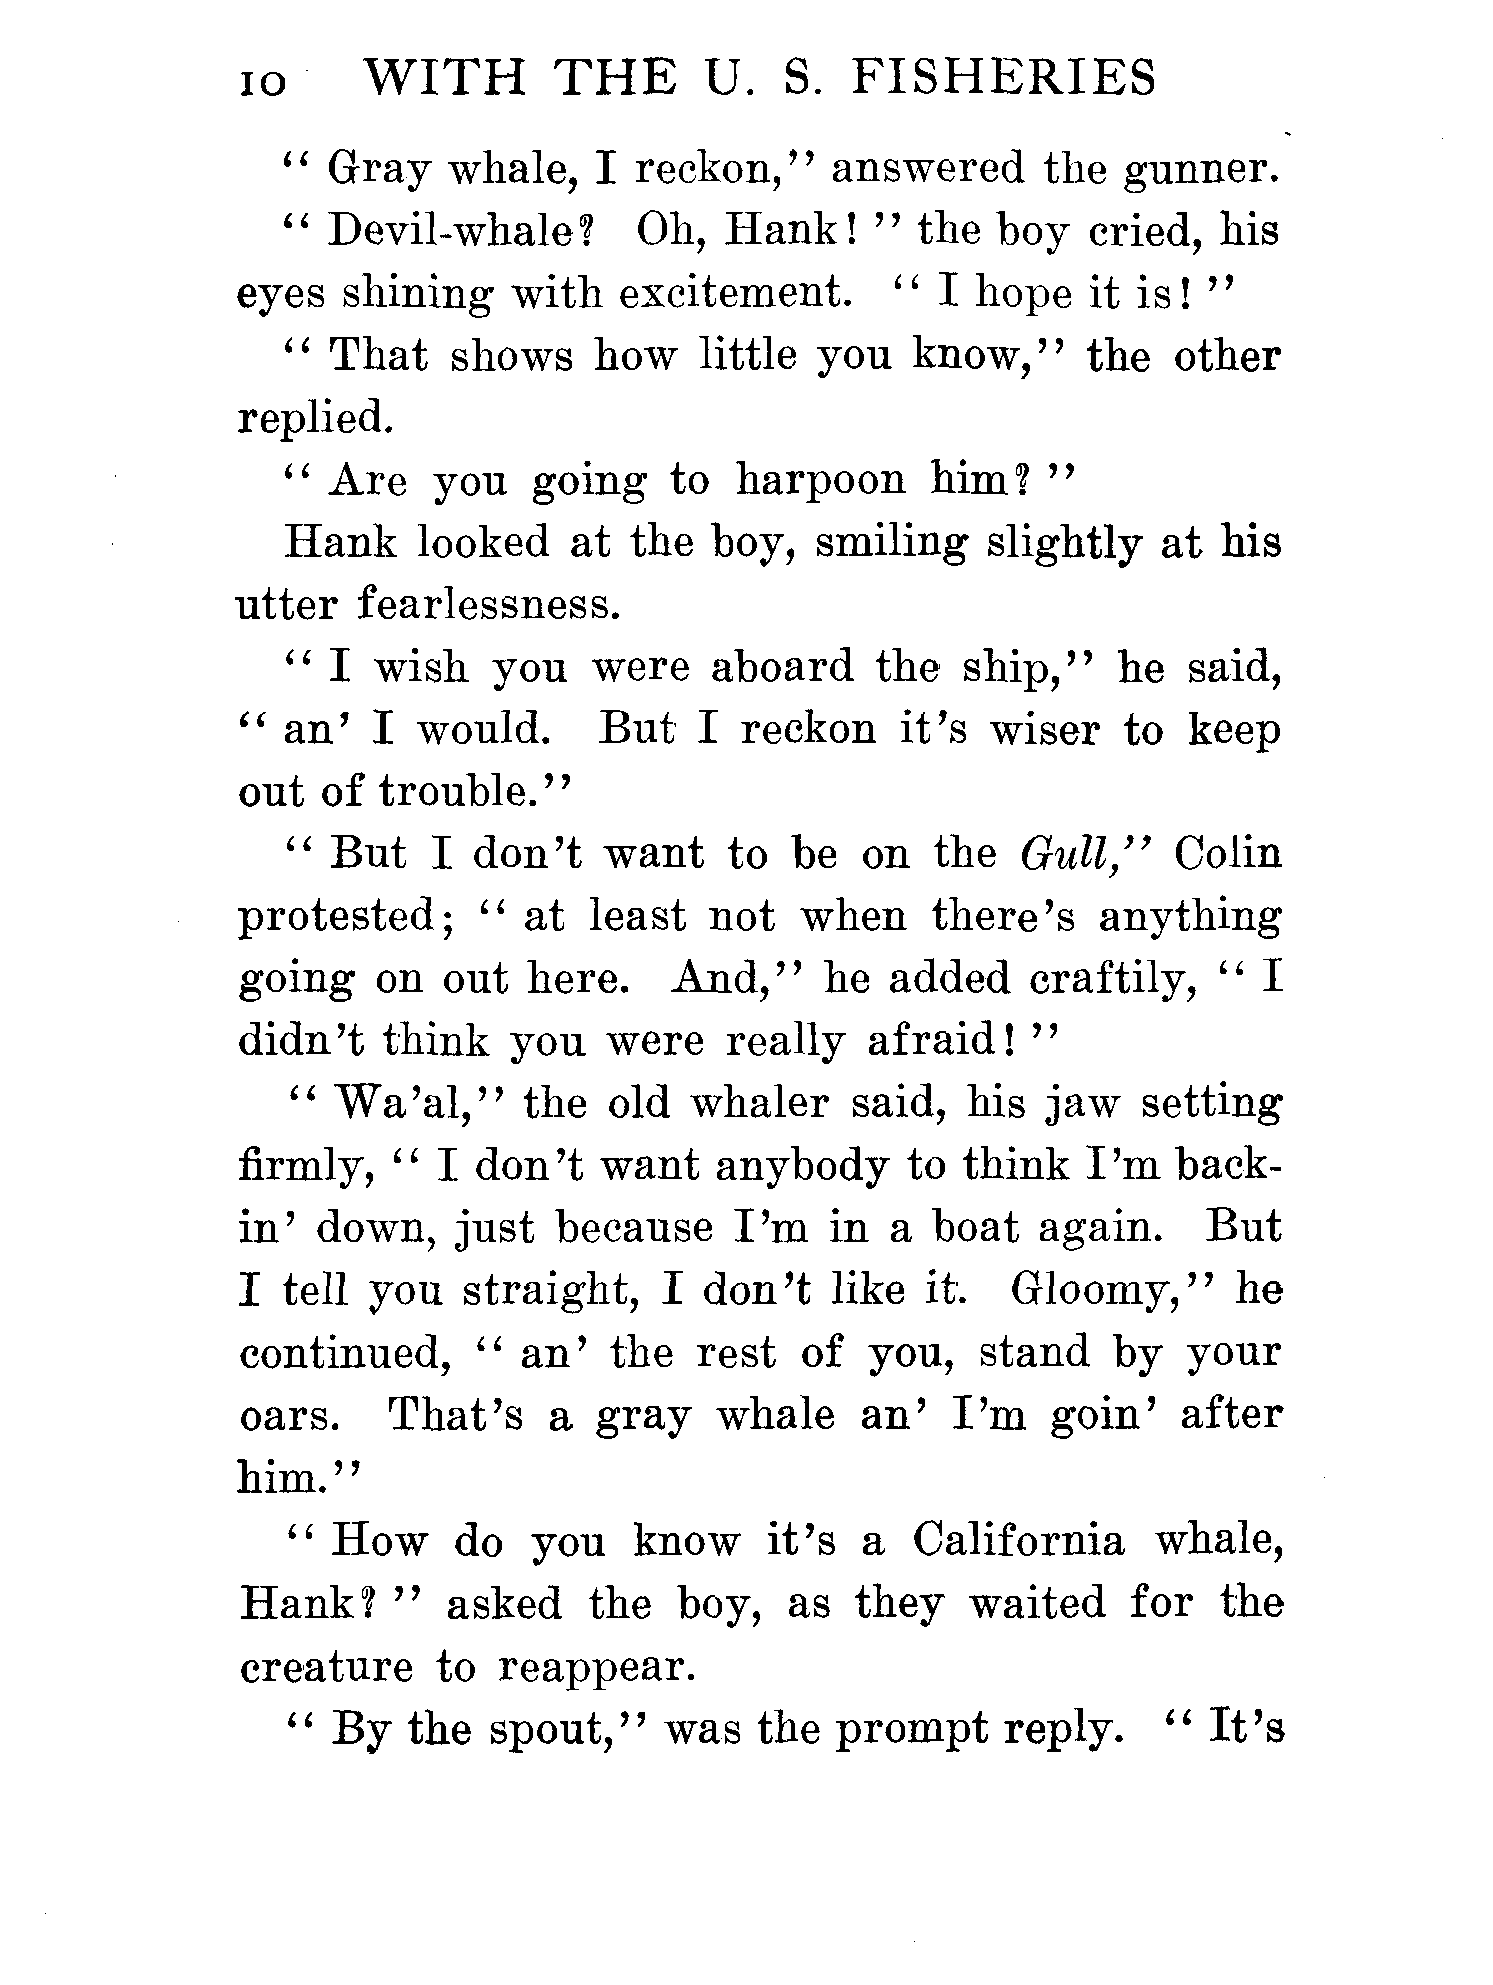 10 WITH THE U. S. FISHERIES
“ Gray whale, I reckon,” answered the gunner.
“ Devil-whale? Oh, Hank! ” the boy cried, his
eyes shining with excitement. “ I hope it is! ”
“ That shows how little you know,” the other
replied.
“ Are you going to harpoon him? ”
Hank looked at the boy, smiling slightly at his
utter fearlessness.
“ I wish you were aboard the ship,” he said,
“ an’ I would. But I reckon it’s wiser to keep
out of trouble.”
“ But I don’t want to be on the Gull,” Colin
protested; “ at least not when there’s anything
going on out here. And,” he added craftily, “ I
didn’t think you were really afraid! ”
“ Wa’al,” the old whaler said, his jaw setting
firmly, “ I don’t want anybody to think I’m back-
in’ down, just because I’m in a boat again. But
I tell you straight, I don’t like it. Gloomy,” he
continued, “ an’ the rest of you, stand by your
oars. That’s a gray whale an’ I’m goin’ after
him.”
“ How do you know it’s a California whale,
Hank? ” asked the boy, as they waited for the
creature to reappear.
“ By the spout,” was the prompt reply. “ It’s